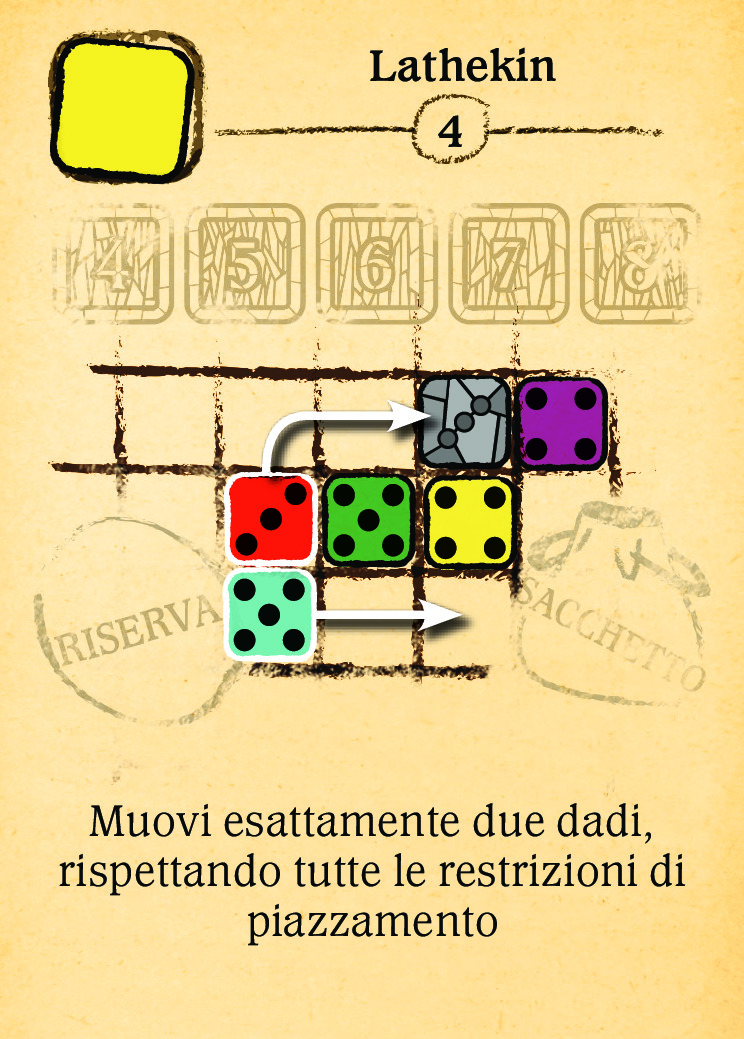 Lathekin
4
4 5 6 7 8
RISERVA
SACCHETTO
Muovi esattamente due dadi,
rispettando tutte le restrizioni di
piazzamento